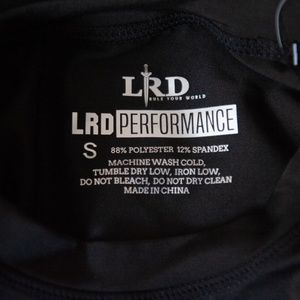 LRD
RULE YOUR WORLD
LRD PERFORMANCE
S 88% POLYESTER 12% SPANDEX
MACHINE WASH COLD,
TUMBLE DRY LOW, IRON LOW,
DO NOT BLEACH, DO NOT DRY CLEAN
MADE IN CHINA